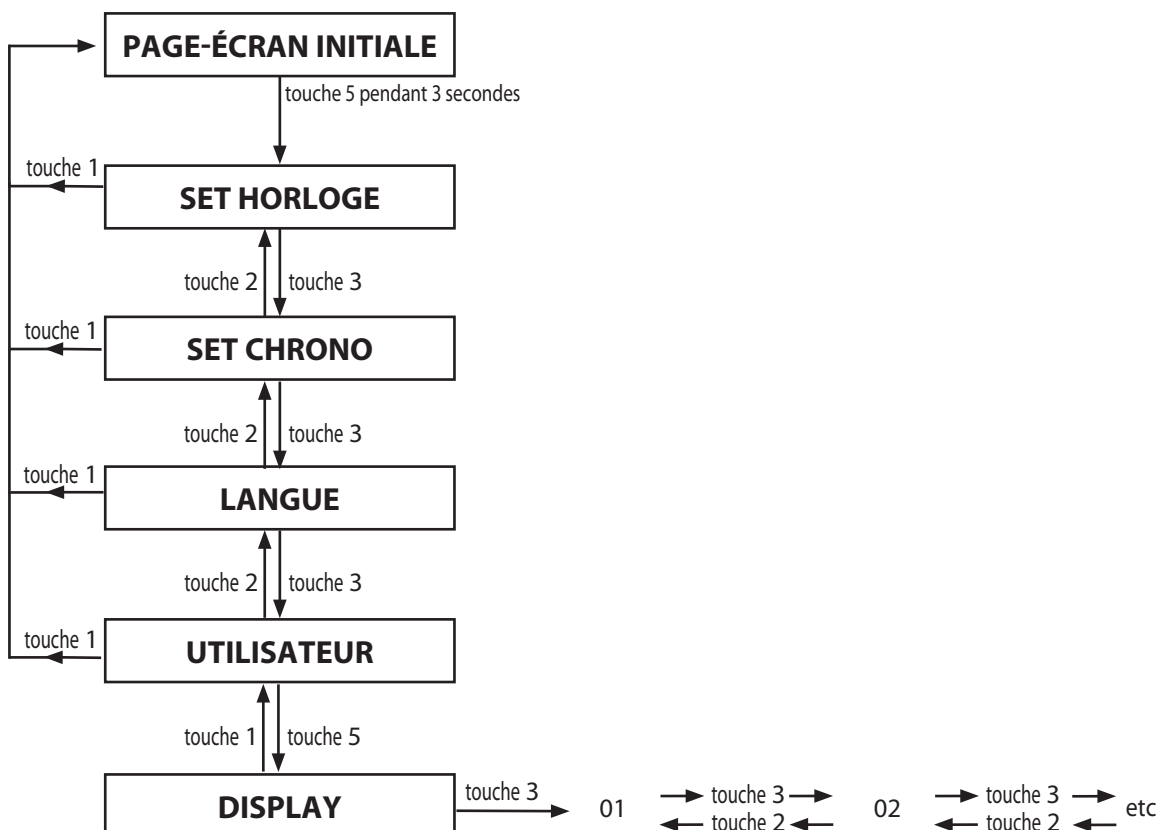 PAGE-ÉCRAN INITIALE
touche 5 pendant 3 secondes
touche 1
SET HORLOGE
touche 2 touche 3
touche 1
SET CHRONO
touche 2 touche 3
touche 1
LANGUE
touche 2 touche 3
touche 1
UTILISATEUR
touche 1 touche 5
DISPLAY touche 3 01 touche 3 02 touche 3 etc
touche 2 touche 2